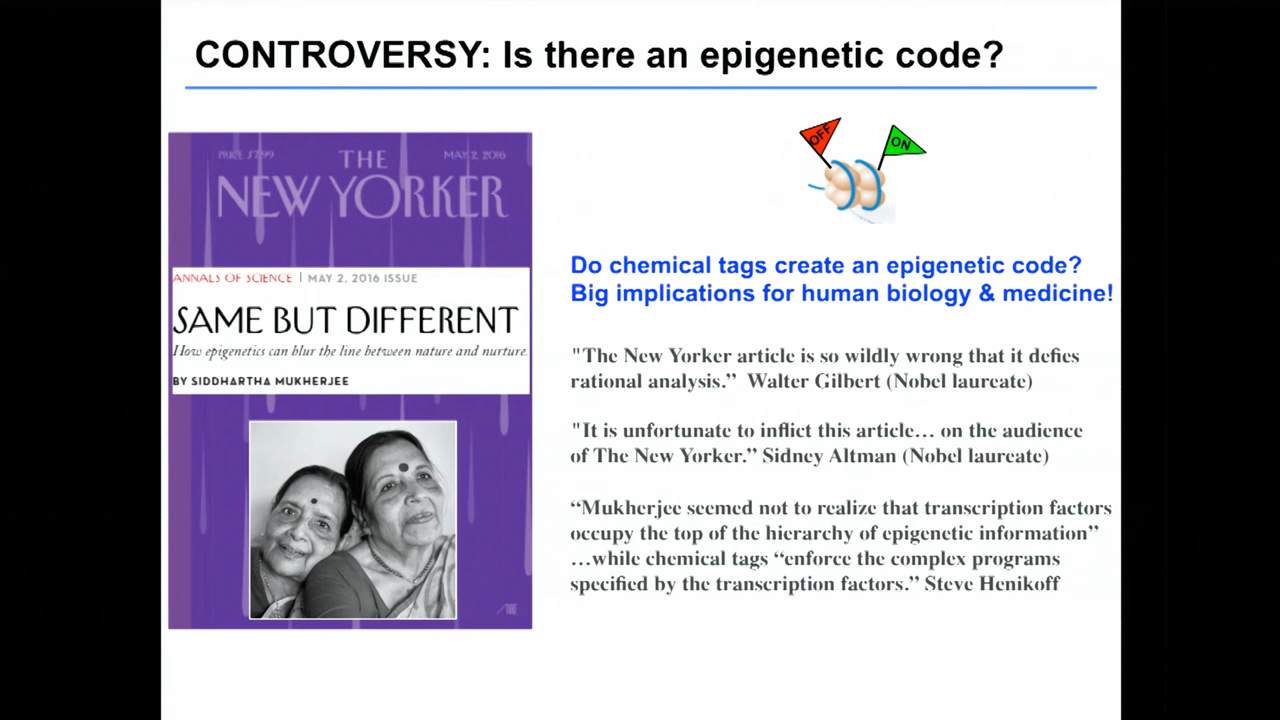 CONTROVERSY: Is there an epigenetic code?
PRICE $7.99
THE
MAY 2, 2016
NEW YORKER
ANNALS OF SCIENCE | MAY 2, 2016 ISSUE
SAME BUT DIFFERENT
How epigenetics can blur the line between nature and nurture.
BY SIDDHARTHA MUKHERJEE
OFF
ON
Do chemical tags create an epigenetic code?
Big implications for human biology & medicine!
"The New Yorker article is so wildly wrong that it defies
rational analysis.” Walter Gilbert (Nobel laureate)
"It is unfortunate to inflict this article… on the audience
of The New Yorker.” Sidney Altman (Nobel laureate)
“Mukherjee seemed not to realize that transcription factors
occupy the top of the hierarchy of epigenetic information”
…while chemical tags “enforce the complex programs
specified by the transcription factors.” Steve Henikoff